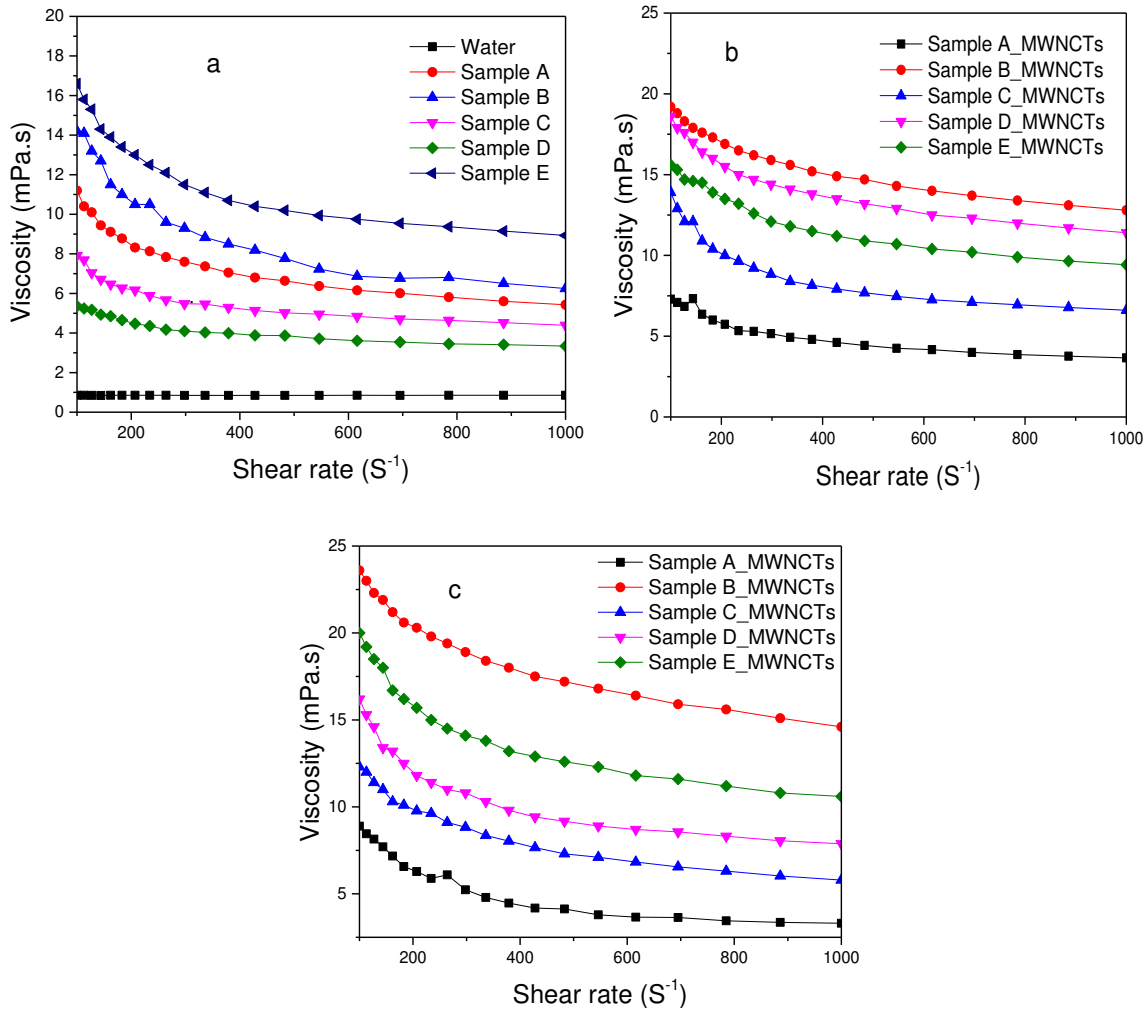 20
18
16
14
12
10
8
6
4
2
0
Viscosity (mPa.s)
a
Water
Sample A
Sample B
Sample C
Sample D
Sample E
200
400
600
800
1000
Shear rate (S⁻¹)
25
20
15
10
5
0
Viscosity (mPa.s)
b
Sample A_MWNCTs
Sample B_MWNCTs
Sample C_MWNCTs
Sample D_MWNCTs
Sample E_MWNCTs
200
400
600
800
1000
Shear rate (S⁻¹)
25
20
15
10
5
Viscosity (mPa.s)
c
Sample A_MWNCTs
Sample B_MWNCTs
Sample C_MWNCTs
Sample D_MWNCTs
Sample E_MWNCTs
200
400
600
800
1000
Shear rate (S⁻¹)